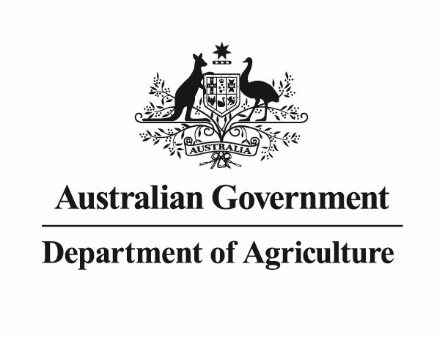 AUSTRALIA
Australian Government
Department of Agriculture